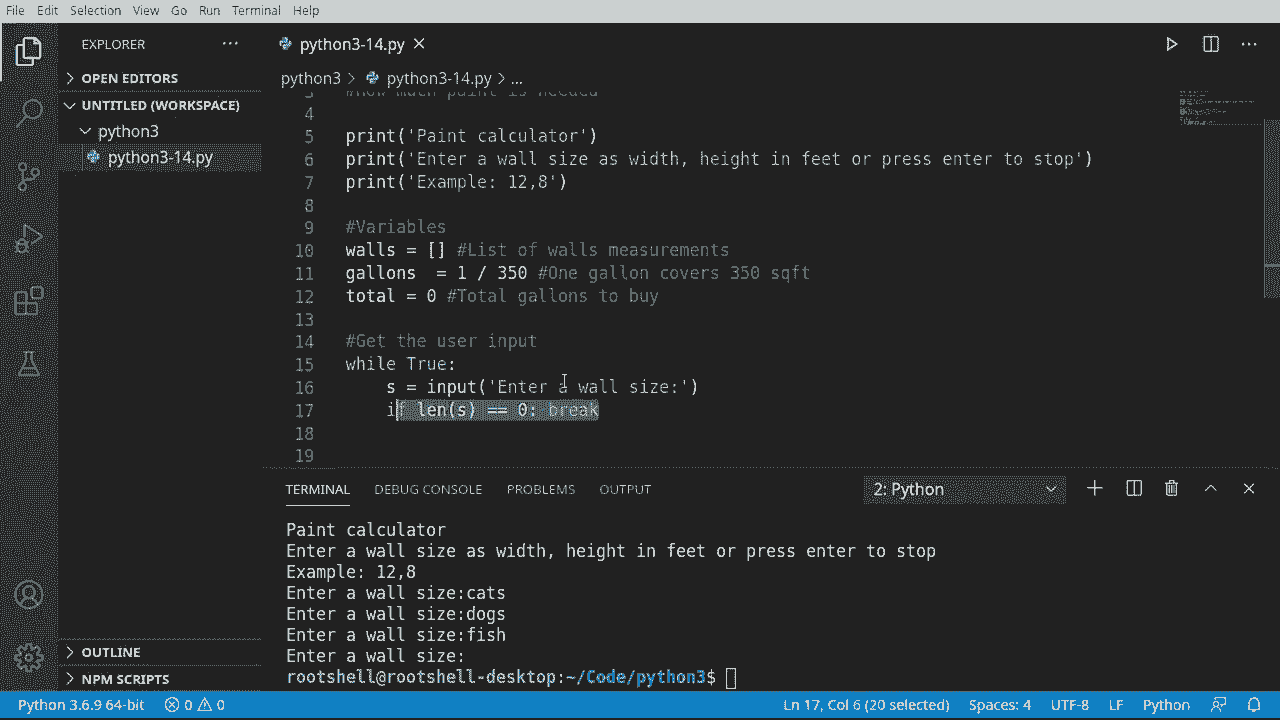 File Edit Selection View Go Run Terminal Help
EXPLORER ···
OPEN EDITORS
UNTITLED (WORKSPACE)
python3
python3-14.py
OUTLINE
NPM SCRIPTS
python3-14.py
python3 > python3-14.py > ...
3 #How much paint is needed
4
5 print('Paint calculator')
6 print('Enter a wall size as width, height in feet or press enter to stop')
7 print('Example: 12,8')
8
9 #Variables
10 walls = [] #List of walls measurements
11 gallons  = 1 / 350 #One gallon covers 350 sqft
12 total = 0 #Total gallons to buy
13
14 #Get the user input
15 while True:
16     s = input('Enter a wall size:')
17     if len(s) == 0: break
18
19
TERMINAL DEBUG CONSOLE PROBLEMS OUTPUT 2: Python
Paint calculator
Enter a wall size as width, height in feet or press enter to stop
Example: 12,8
Enter a wall size:cats
Enter a wall size:dogs
Enter a wall size:fish
Enter a wall size:
rootshell@rootshell-desktop:~/Code/python3$
Python 3.6.9 64-bit 0 0 Ln 17, Col 6 (20 selected) Spaces: 4 UTF-8 LF Python